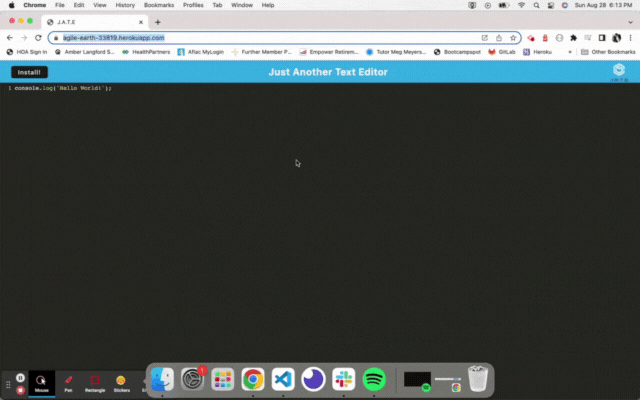 Chrome File Edit View History Bookmarks Profiles Tab Window Help Sun Aug 28 6:13 PM
J.A.T.E
agile-earth-33819.herokuapp.com
HOA Sign In Amber Langford S... HealthPartners Aflac MyLogin Further Member P... Empower Retirem... Tutor Meg Meyers... Bootcampspot GitLab Heroku » Other Bookmarks
Install! Just Another Text Editor
J.A.T.E.
1 console.log('Hello World!');
Mouse Pen Rectangle Stickers
1